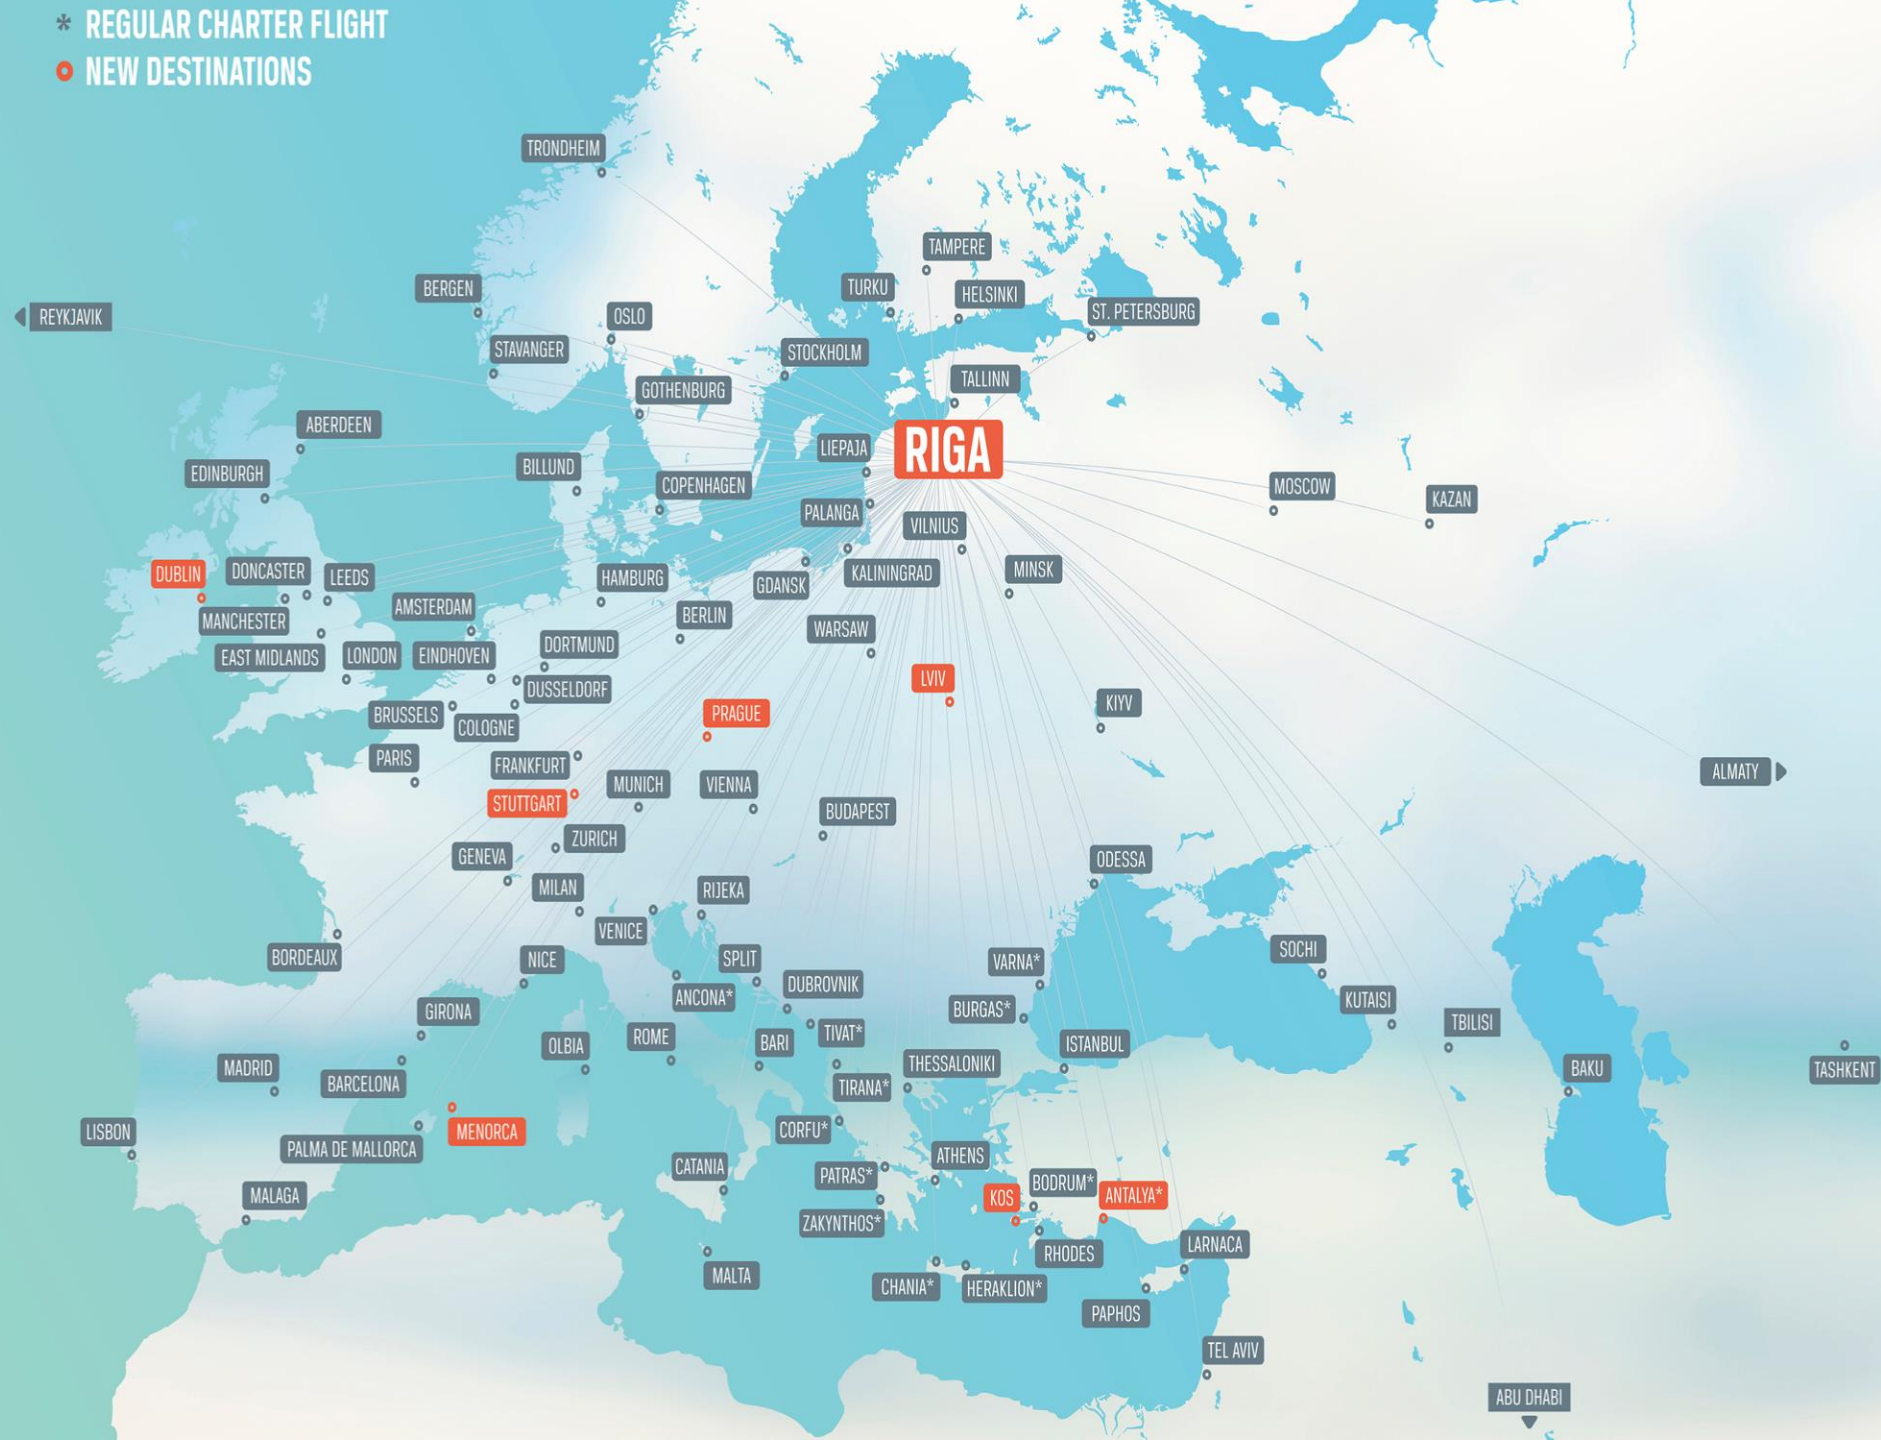 * REGULAR CHARTER FLIGHT
NEW DESTINATIONS
TRONDHEIM
TAMPERE
BERGEN
TURKU
HELSINKI
REYKJAVIK
OSLO
ST. PETERSBURG
STAVANGER
STOCKHOLM
GOTHENBURG
TALLINN
ABERDEEN
LIEPAJA
RIGA
EDINBURGH
BILLUND
COPENHAGEN
MOSCOW
KAZAN
PALANGA
VILNIUS
DUBLIN
DONCASTER
LEEDS
HAMBURG
GDANSK
KALININGRAD
MINSK
MANCHESTER
AMSTERDAM
BERLIN
WARSAW
EAST MIDLANDS
LONDON
EINDHOVEN
DORTMUND
DUSSELDORF
LVIV
BRUSSELS
COLOGNE
PRAGUE
KIYV
PARIS
FRANKFURT
ALMATY
STUTTGART
MUNICH
VIENNA
BUDAPEST
GENEVA
ZURICH
MILAN
RIJEKA
ODESSA
VENICE
BORDEAUX
NICE
SPLIT
VARNA*
SOCHI
ANCONA*
DUBROVNIK
GIRONA
BURGAS*
KUTAISI
TBILISI
OLBIA
ROME
BARI
TIVAT*
ISTANBUL
MADRID
BARCELONA
TIRANA*
THESSALONIKI
BAKU
TASHKENT
LISBON
PALMA DE MALLORCA
MENORCA
CORFU*
CATANIA
PATRAS*
ATHENS
MALAGA
KOS
BODRUM*
ANTALYA*
ZAKYNTHOS*
RHODES
LARNACA
MALTA
CHANIA*
HERAKLION*
PAPHOS
TEL AVIV
ABU DHABI